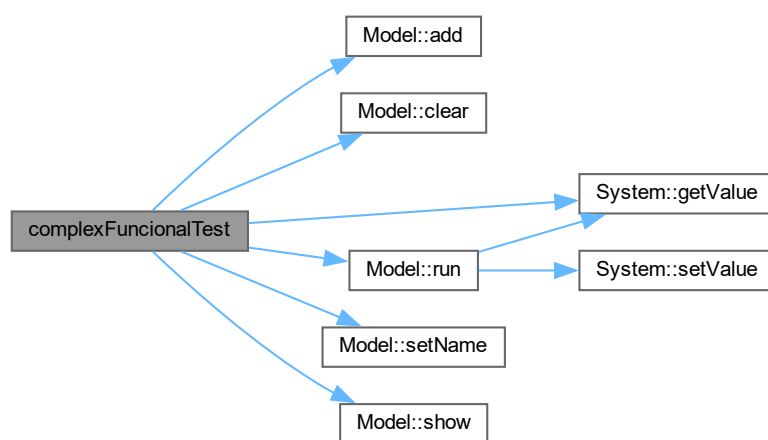 Model::add
Model::clear
System::getValue
complexFuncionalTest
Model::run
System::setValue
Model::setName
Model::show